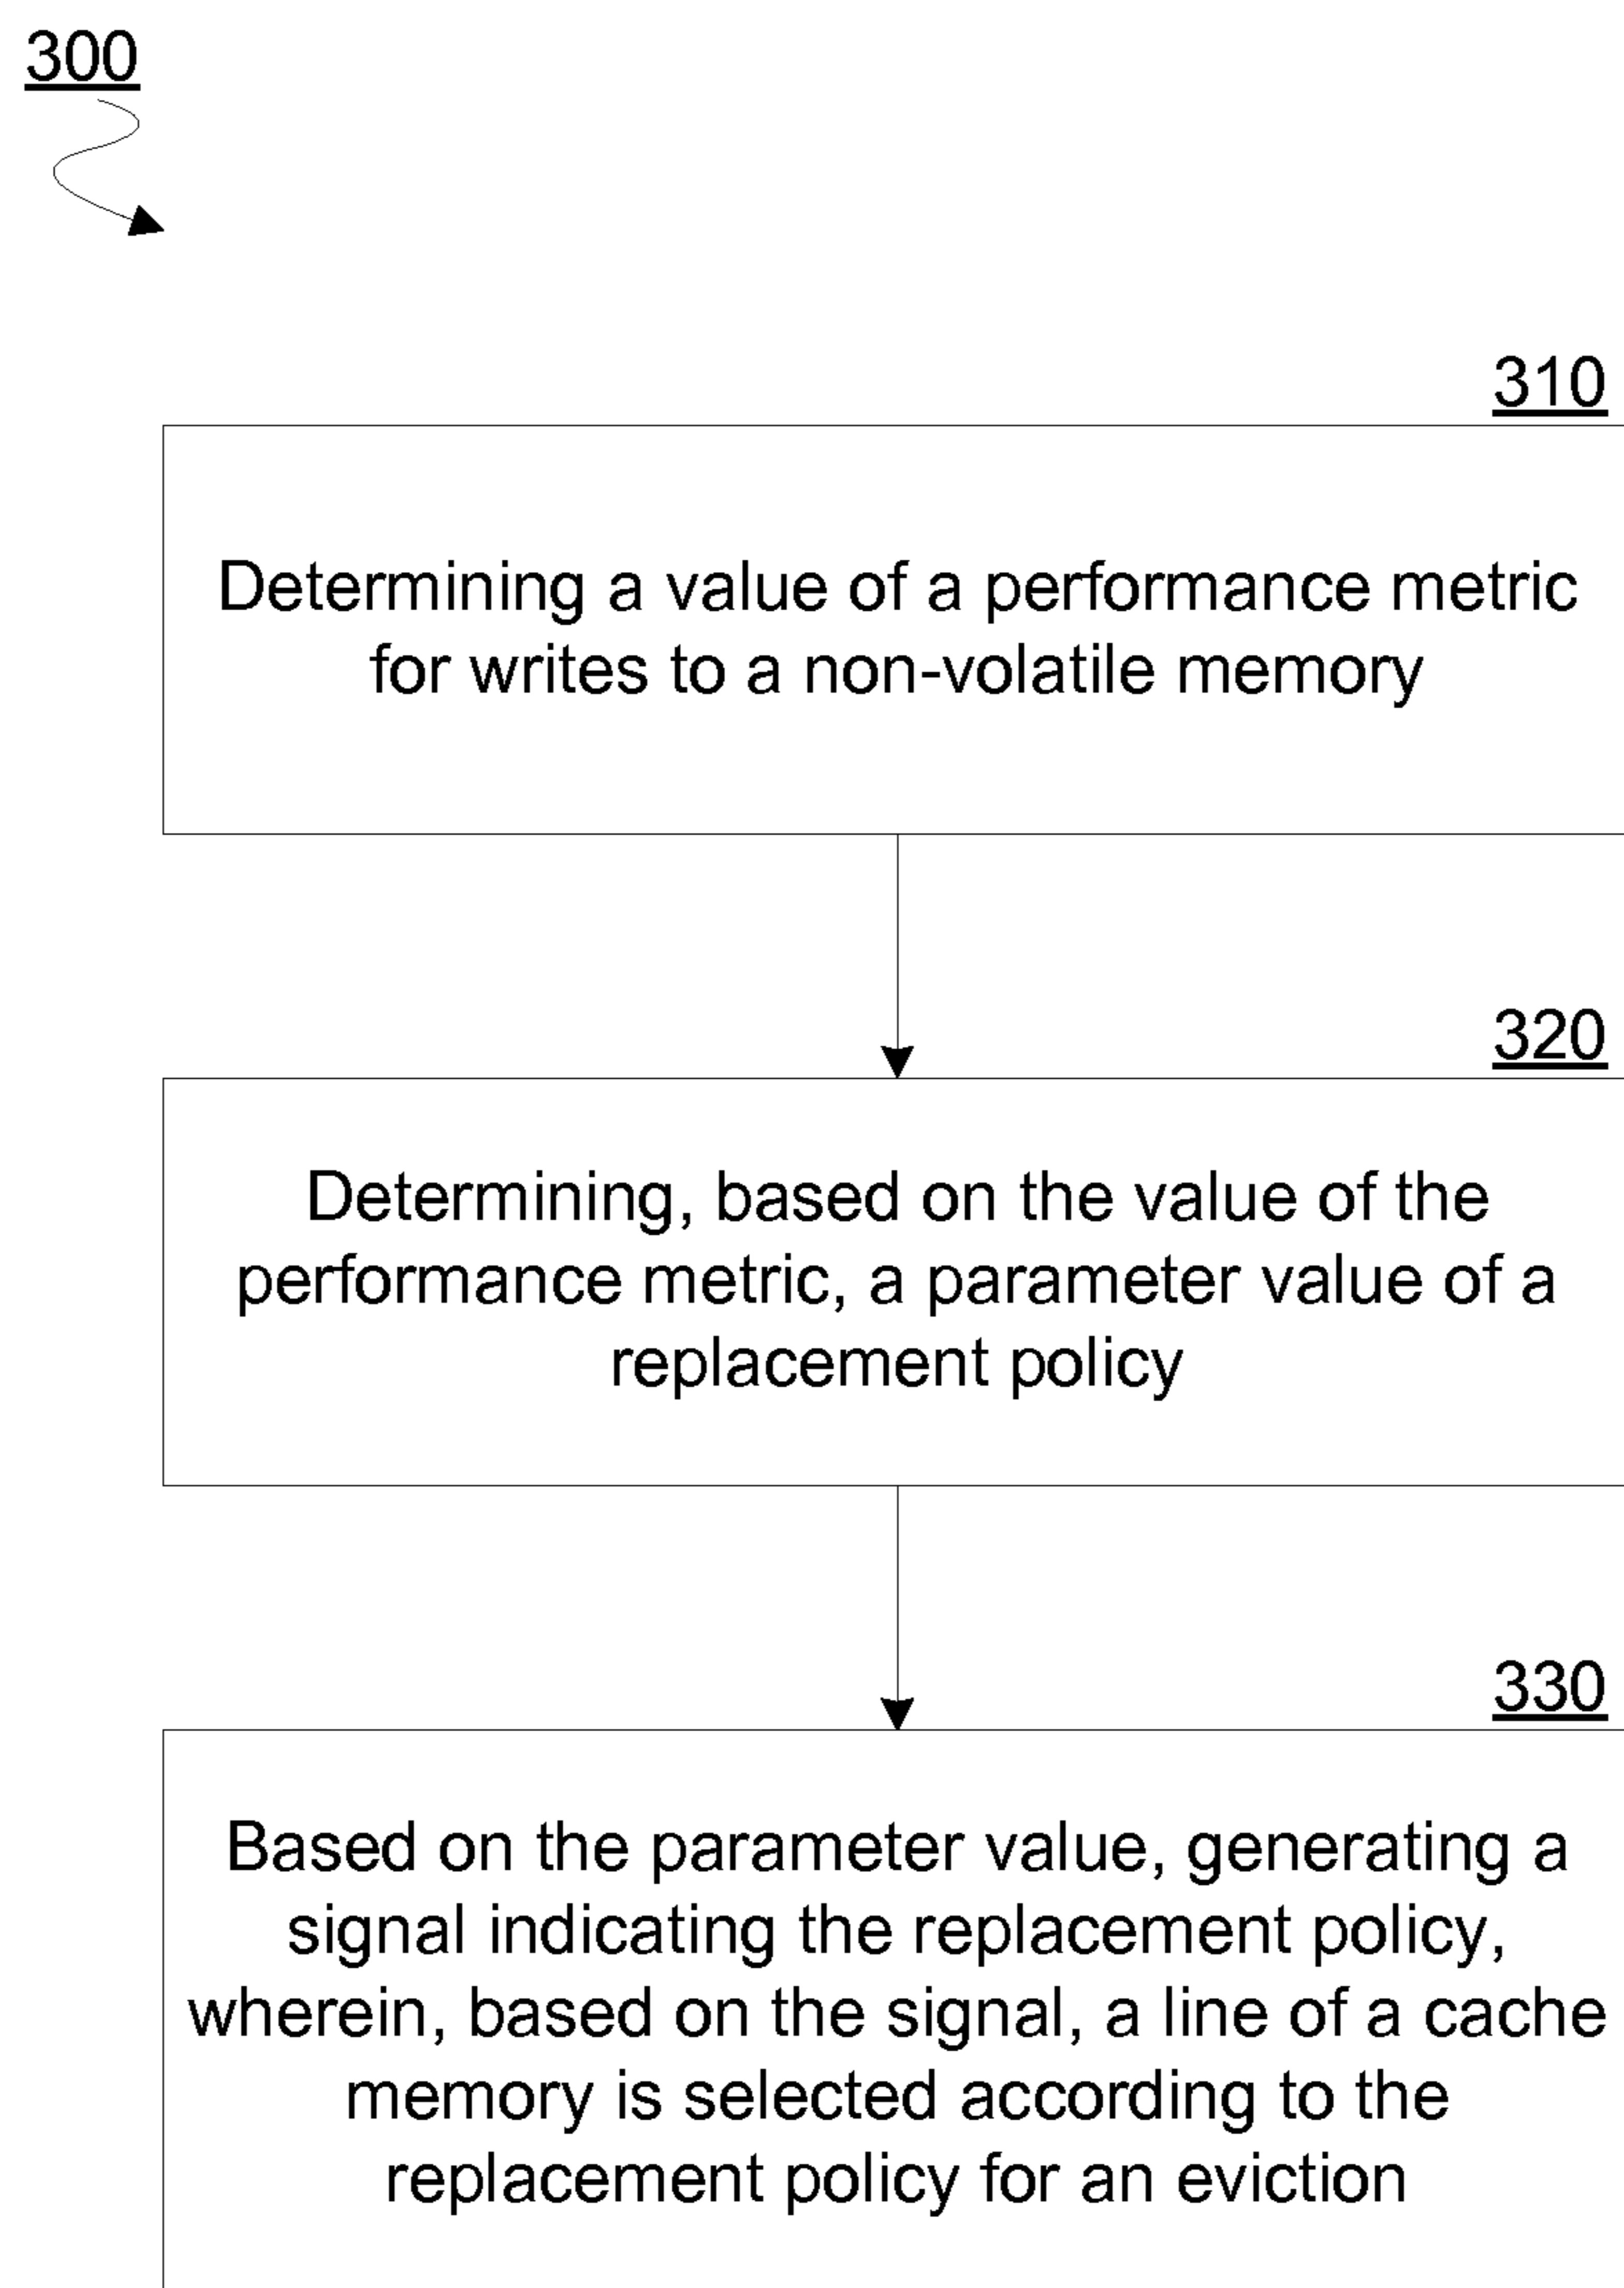 300
310
Determining a value of a performance metric
for writes to a non-volatile memory
320
Determining, based on the value of the
performance metric, a parameter value of a
replacement policy
330
Based on the parameter value, generating a
signal indicating the replacement policy,
wherein, based on the signal, a line of a cache
memory is selected according to the
replacement policy for an eviction